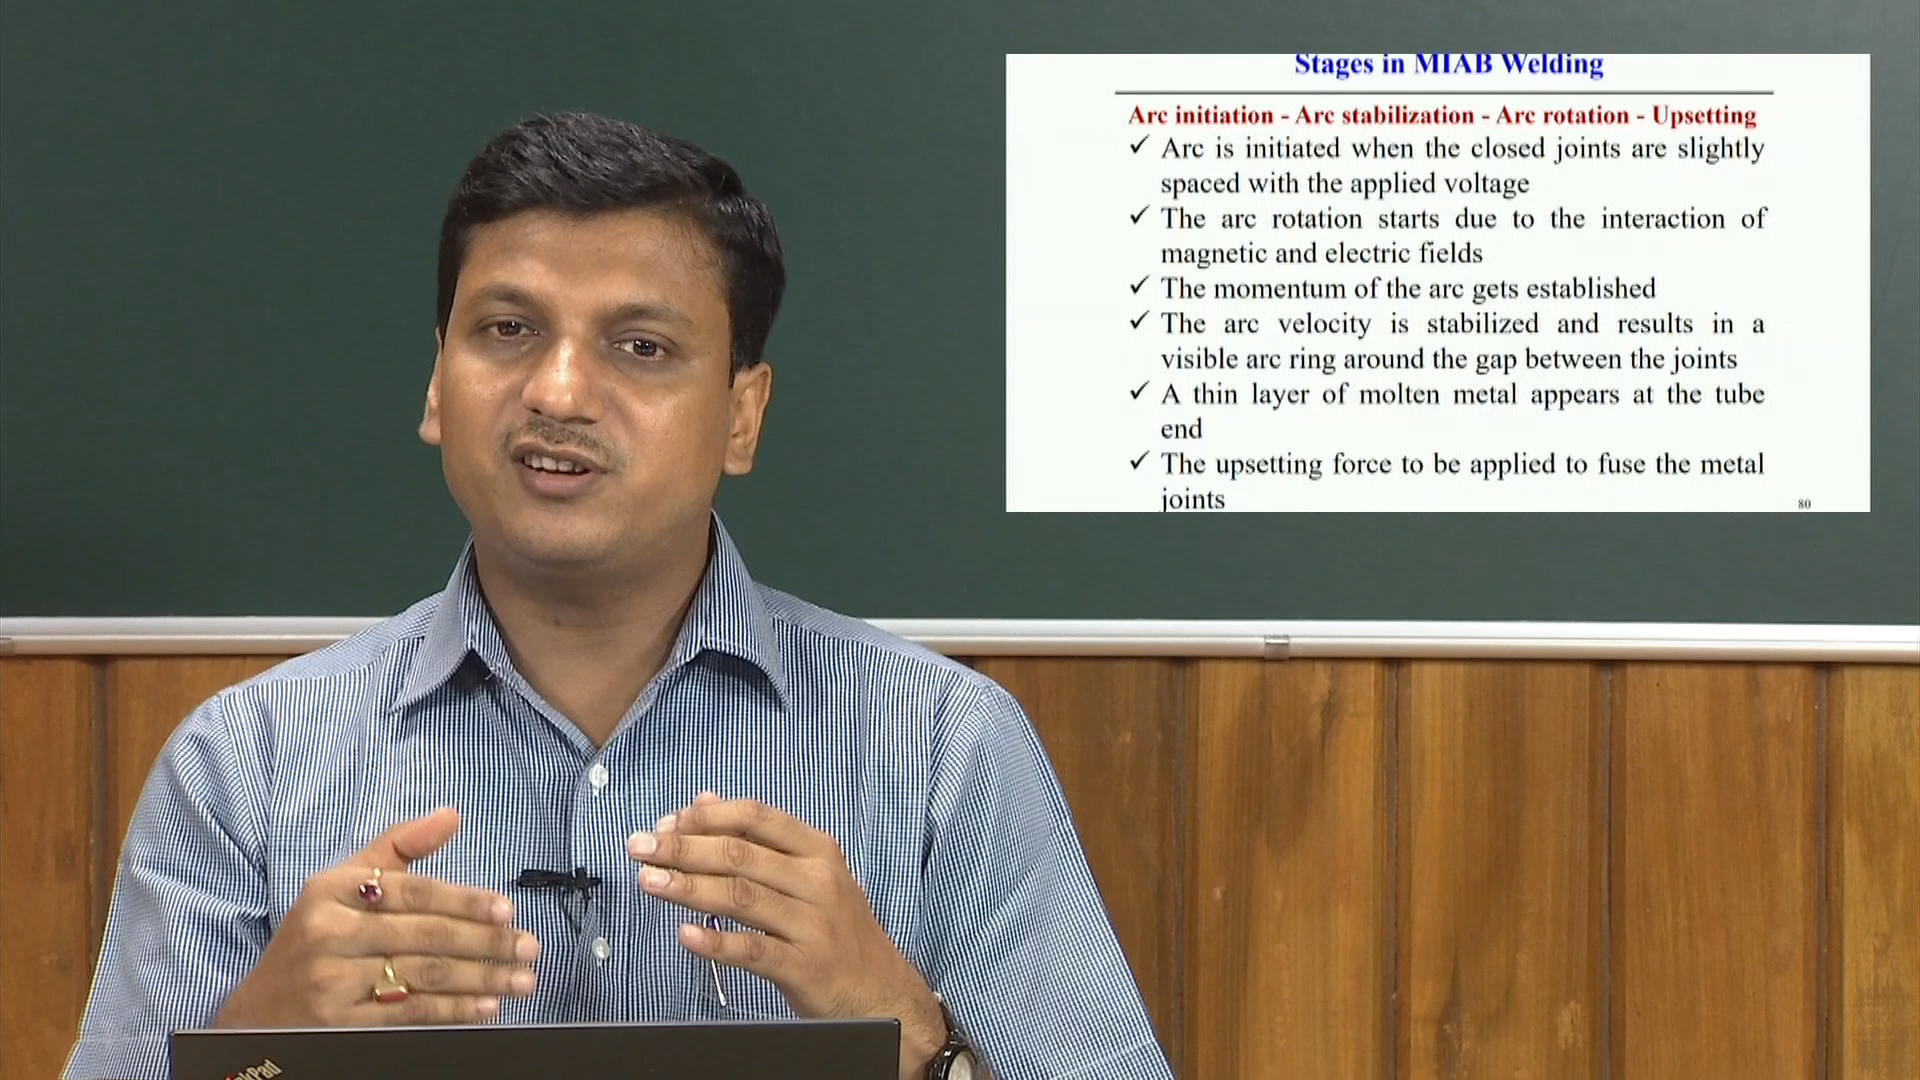 Stages in MIAB Welding
Arc initiation - Arc stabilization - Arc rotation - Upsetting
✓ Arc is initiated when the closed joints are slightly
spaced with the applied voltage
✓ The arc rotation starts due to the interaction of
magnetic and electric fields
✓ The momentum of the arc gets established
✓ The arc velocity is stabilized and results in a
visible arc ring around the gap between the joints
✓ A thin layer of molten metal appears at the tube
end
✓ The upsetting force to be applied to fuse the metal
joints
80